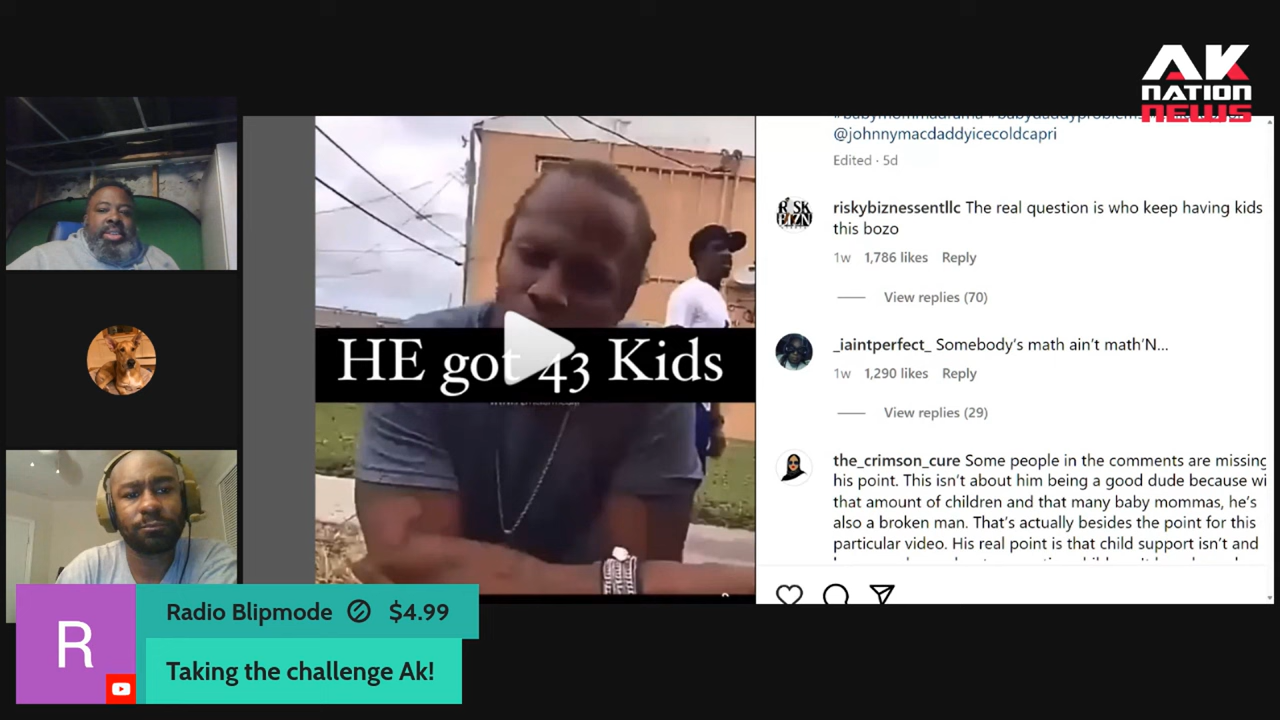 AK
NATION
NEWS
@johnnymacdaddyicecoldcapri
Edited · 5d
R SK
BIZN
riskybiznessentllc The real question is who keep having kids
this bozo
1w 1,786 likes Reply
View replies (70)
_iaintperfect_ Somebody's math ain't math'N...
1w 1,290 likes Reply
View replies (29)
the_crimson_cure Some people in the comments are missing
his point. This isn't about him being a good dude because wi
that amount of children and that many baby mommas, he's
also a broken man. That's actually besides the point for this
particular video. His real point is that child support isn't and
HE got 43 Kids
R
Radio Blipmode $4.99
Taking the challenge Ak!